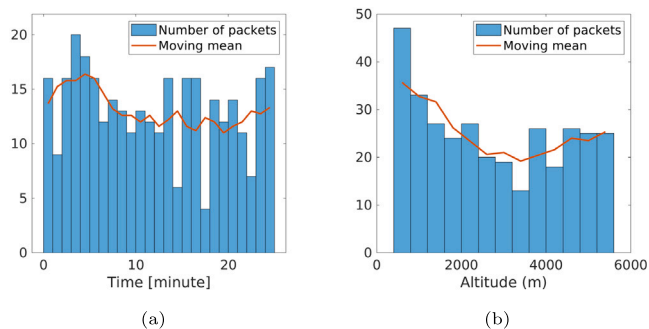 Number of packets
Moving mean
20
15
10
5
0
0
10
20
Time [minute]
(a)
Number of packets
Moving mean
50
40
30
20
10
0
0
2000
4000
6000
Altitude (m)
(b)